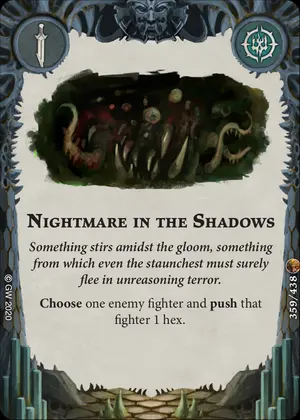 Nightmare in the Shadows
Something stirs amidst the gloom, something
from which even the staunchest must surely
flee in unreasoning terror.
Choose one enemy fighter and push that
fighter 1 hex.
© GW 2020
359/438